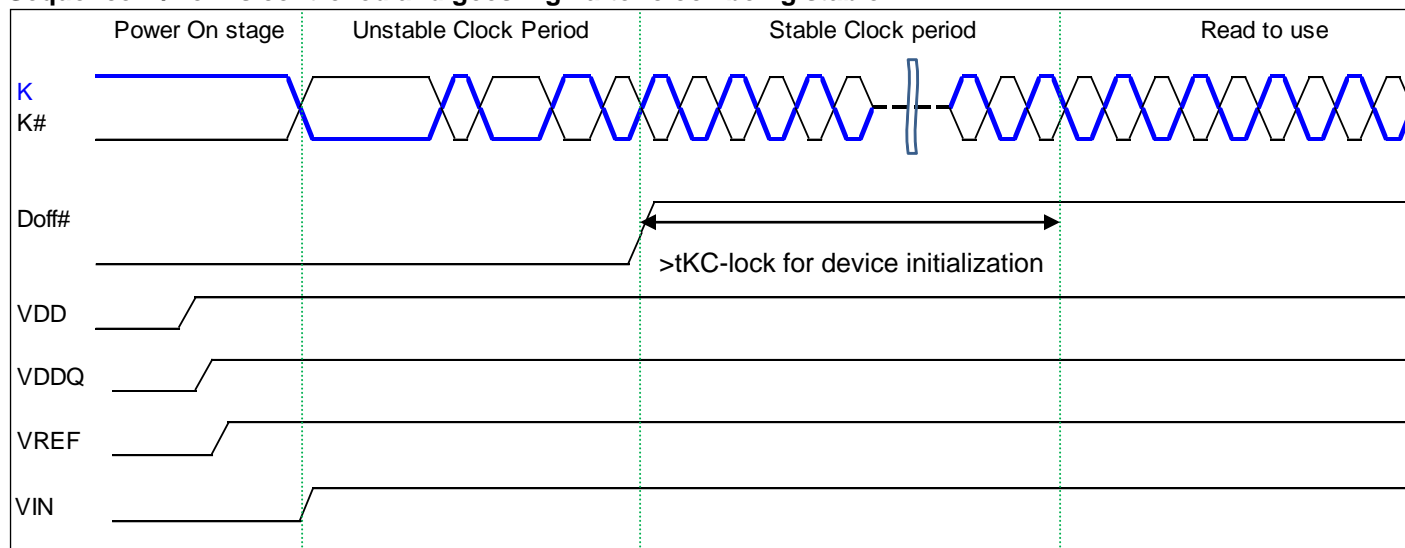 Power On stage Unstable Clock Period Stable Clock period Read to use
K
K#
Doff#
>tKC-lock for device initialization
VDD
VDDQ
VREF
VIN